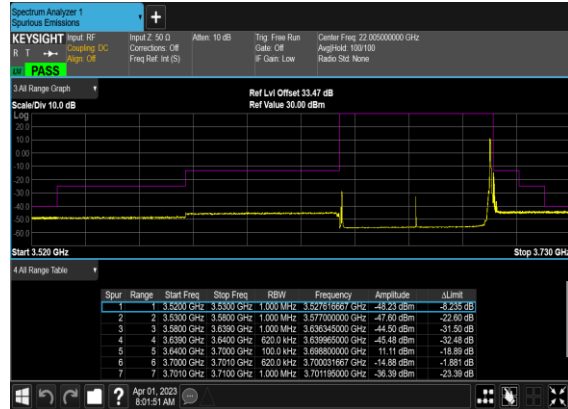 Spectrum Analyzer 1
Spurious Emissions
+
KEYSIGHT Input: RF Input Z: 50 Ω Atten: 10 dB Trig: Free Run Center Freq: 22.005000000 GHz
R T Coupling: DC Corrections: Off Gate: Off Avg|Hold: 100/100
Align: Off Freq Ref: Int (S) IF Gain: Low Radio Std: None
PASS
3 All Range Graph
Ref Lvl Offset 33.47 dB
Scale/Div 10.0 dB Ref Value 30.00 dBm
Log
20.0
10.0
0.00
-10.0
-20.0
-30.0
-40.0
-50.0
-60.0
Start 3.520 GHz Stop 3.730 GHz
4 All Range Table
Spur Range Start Freq Stop Freq RBW Frequency Amplitude ΔLimit
1 1 3.5200 GHz 3.5300 GHz 1.000 MHz 3.527616667 GHz -48.23 dBm -8.235 dB
2 2 3.5300 GHz 3.5800 GHz 1.000 MHz 3.577000000 GHz -47.60 dBm -22.60 dB
3 3 3.5800 GHz 3.6390 GHz 1.000 MHz 3.636345000 GHz -44.50 dBm -31.50 dB
4 4 3.6390 GHz 3.6400 GHz 620.0 kHz 3.639965000 GHz -45.48 dBm -32.48 dB
5 5 3.6400 GHz 3.7000 GHz 100.0 kHz 3.698800000 GHz 11.11 dBm -18.89 dB
6 6 3.7000 GHz 3.7010 GHz 620.0 kHz 3.700031667 GHz -14.88 dBm -1.881 dB
7 7 3.7010 GHz 3.7100 GHz 1.000 MHz 3.701195000 GHz -36.39 dBm -23.39 dB
? Apr 01, 2023
8:01:51 AM